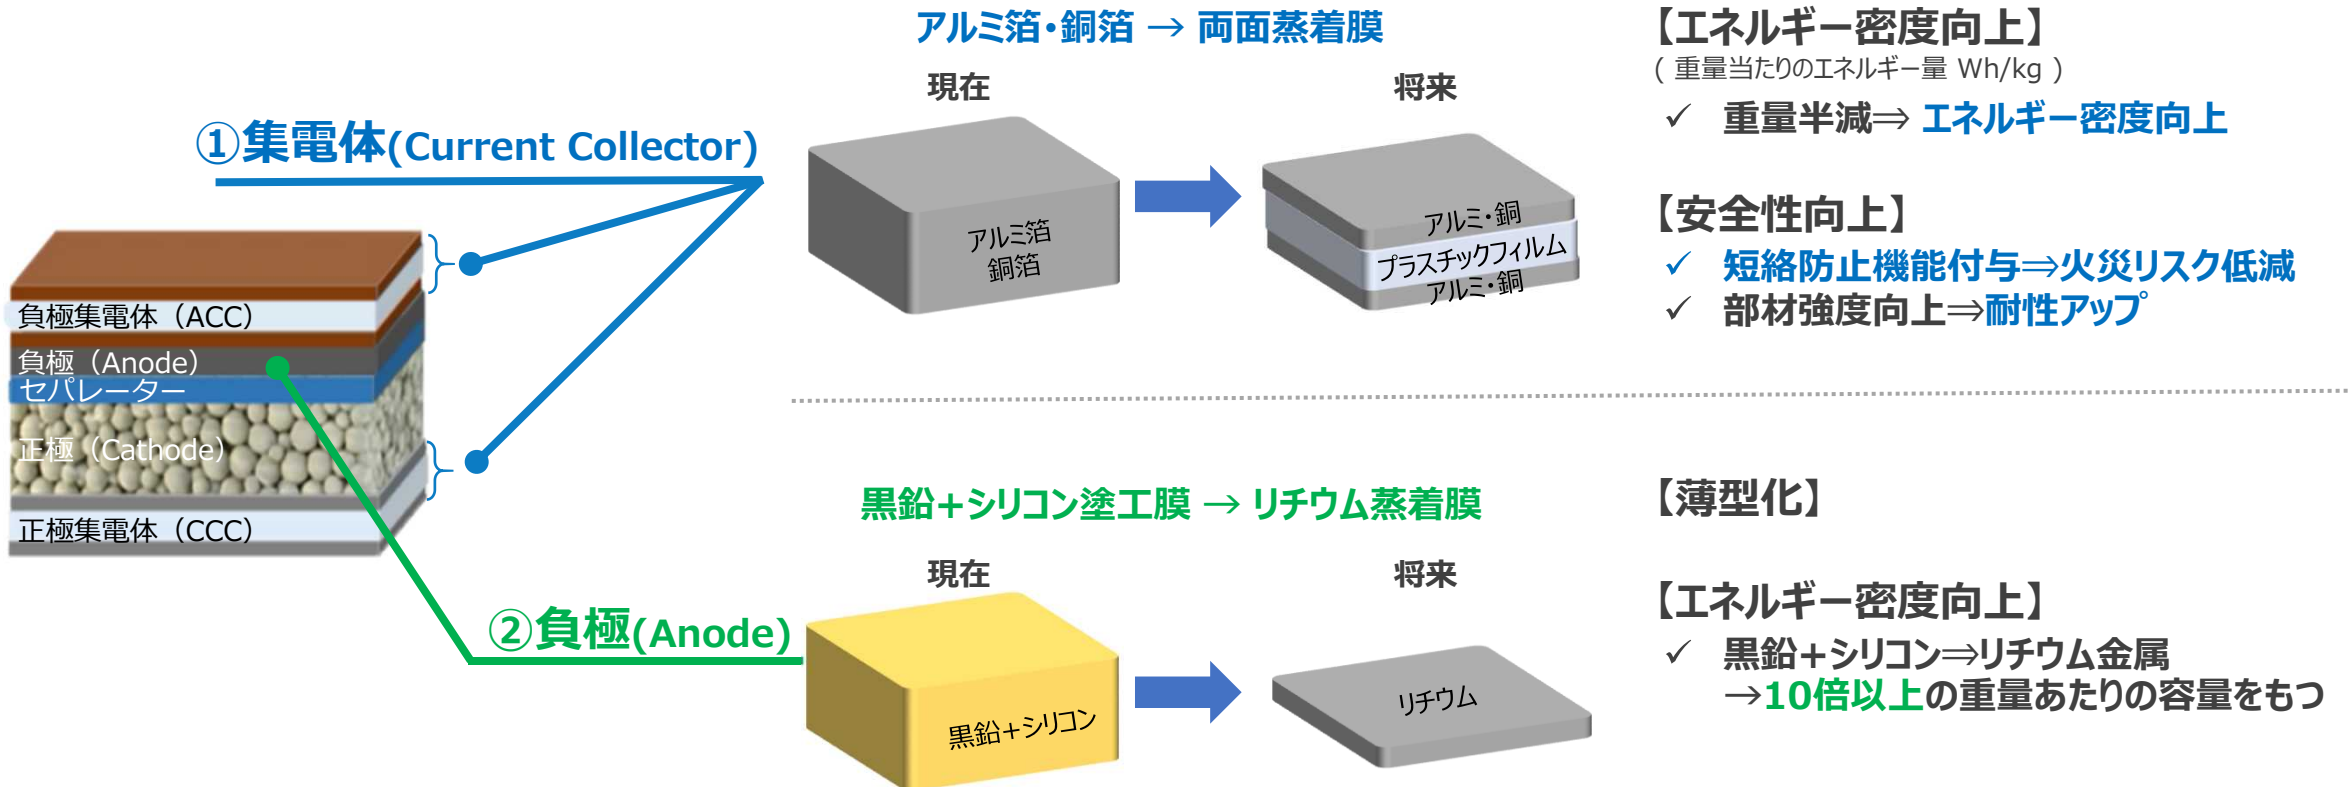 ①集電体(Current Collector)
負極集電体（ACC）
負極（Anode）
セパレーター
正極（Cathode）
正極集電体（CCC）
②負極(Anode)
アルミ箔・銅箔 → 両面蒸着膜
現在
将来
アルミ箔
銅箔
アルミ・銅
プラスチックフィルム
アルミ・銅
【エネルギー密度向上】
( 重量当たりのエネルギー量 Wh/kg )
✓ 重量半減⇒ エネルギー密度向上
【安全性向上】
✓ 短絡防止機能付与⇒火災リスク低減
✓ 部材強度向上⇒耐性アップ
黒鉛+シリコン塗工膜 → リチウム蒸着膜
現在
将来
黒鉛+シリコン
リチウム
【薄型化】
【エネルギー密度向上】
✓ 黒鉛+シリコン⇒リチウム金属
→10倍以上の重量あたりの容量をもつ